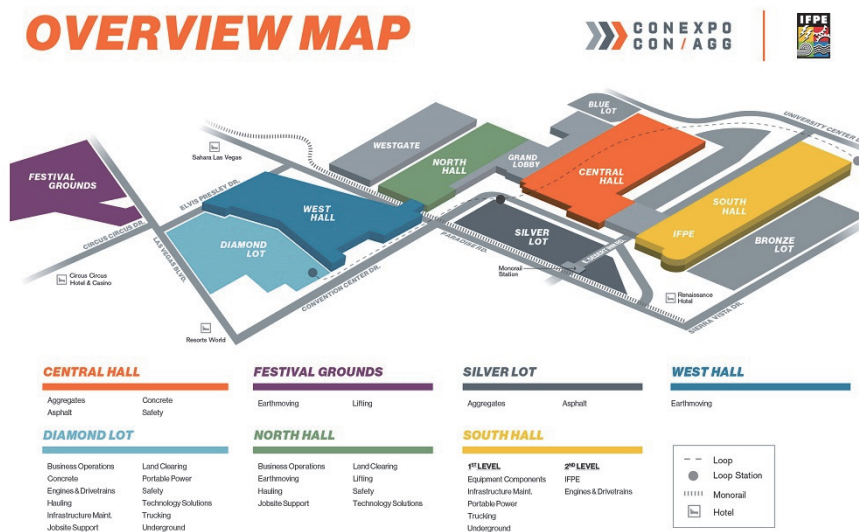 OVERVIEW MAP
CONEXPO
CON/AGG
IFPE
BLUE
LOT
UNIVERSITY CENTER
WESTGATE
Sahara Las Vegas
NORTH
HALL
GRAND
LOBBY
CENTRAL
HALL
FESTIVAL
GROUNDS
ELVIS PRESLEY DR.
WEST
HALL
SOUTH
HALL
CIRCUS CIRCUS DR.
DIAMOND
LOT
SILVER
LOT
IFPE
BRONZE
LOT
LAS VEGAS BLVD.
PARADISE RD.
E. DESERT INN RD.
Monorail
Station
Circus Circus
Hotel & Casino
CONVENTION CENTER DR.
Renaissance
Hotel
SIERRA VISTA DR.
Resorts World
CENTRAL HALL
Aggregates
Asphalt
Concrete
Safety
FESTIVAL GROUNDS
Earthmoving
Lifting
SILVER LOT
Aggregates
Asphalt
WEST HALL
Earthmoving
DIAMOND LOT
Business Operations
Concrete
Engines & Drivetrains
Hauling
Infrastructure Maint.
Jobsite Support
Land Clearing
Portable Power
Safety
Technology Solutions
Trucking
Underground
NORTH HALL
Business Operations
Earthmoving
Hauling
Jobsite Support
Land Clearing
Lifting
Safety
Technology Solutions
SOUTH HALL
1ST LEVEL
Equipment Components
Infrastructure Maint.
Portable Power
Trucking
Underground
2ND LEVEL
IFPE
Engines & Drivetrains
Loop
Loop Station
Monorail
Hotel